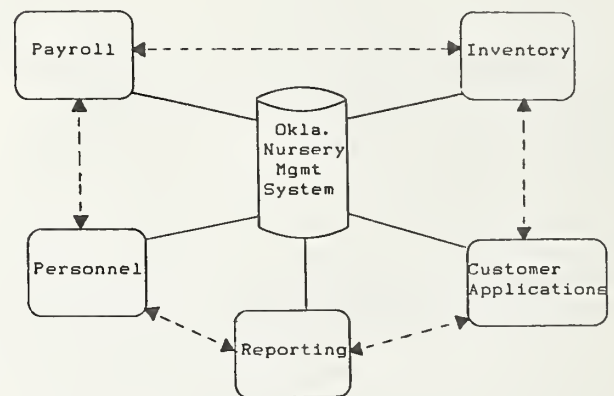 Payroll
Inventory
Okla.
Nursery
Mgmt
System
Personnel
Customer
Applications
Reporting